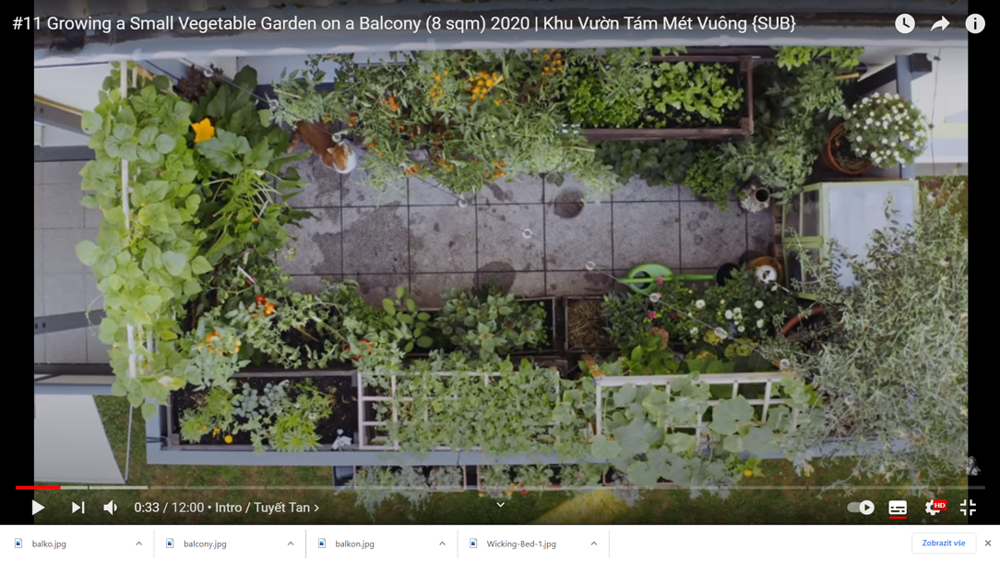 #11 Growing a Small Vegetable Garden on a Balcony (8 sqm) 2020 | Khu Vườn Tám Mét Vuông {SUB}
0:33 / 12:00 • Intro / Tuyết Tan
HD
balko.jpg
balcony.jpg
balkon.jpg
Wicking-Bed-1.jpg
Zobrazit vše